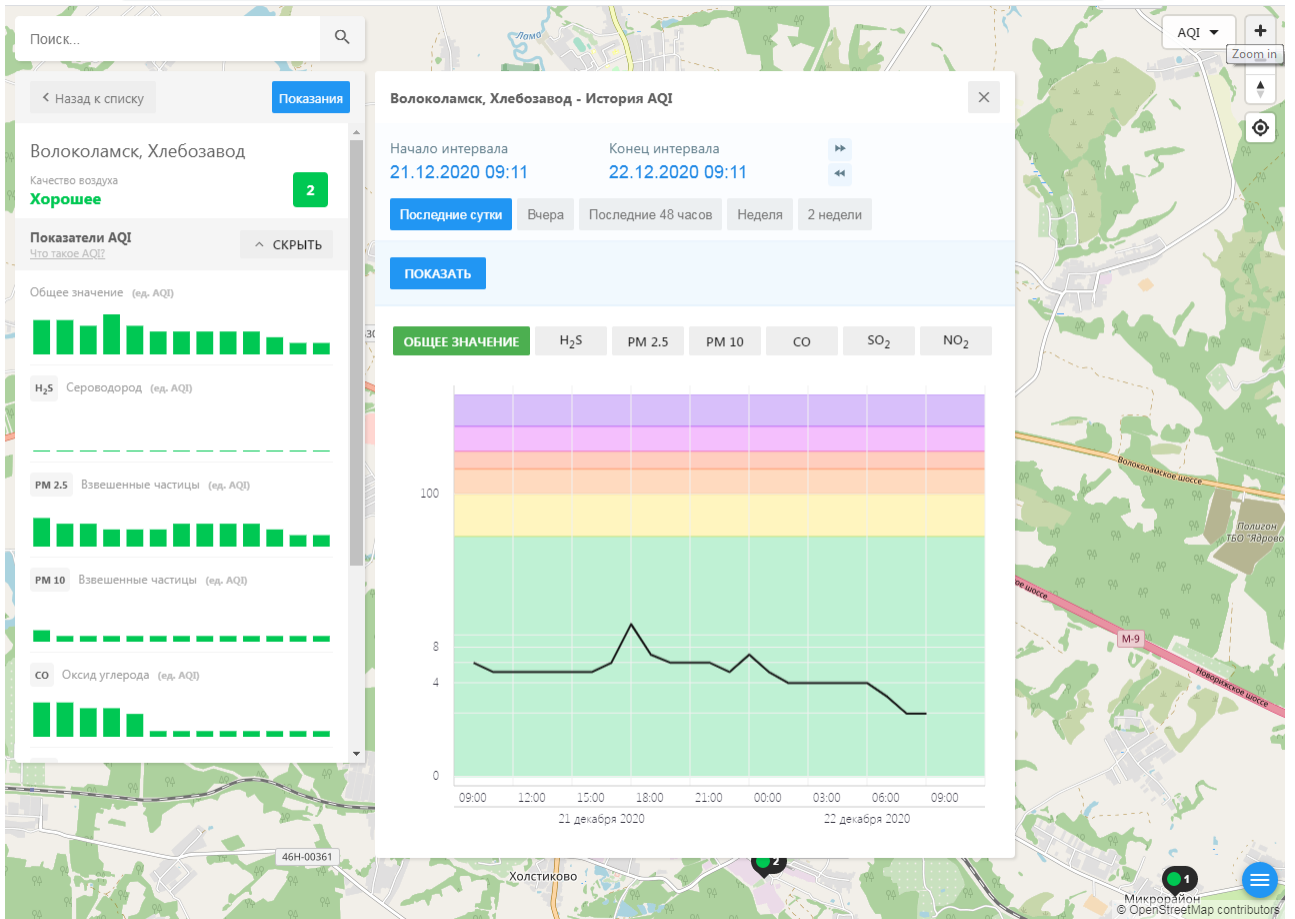 Поиск...
AQI
+
Zoom in
Ломо
Назад к списку
Показания
Волоколамск, Хлебозавод
Качество воздуха
Хорошее
2
Показатели AQI
Что такое AQI?
СКРЫТЬ
Общее значение (ед. AQI)
H2S Сероводород (ед. AQI)
PM 2.5 Взвешенные частицы (ед. AQI)
PM 10 Взвешенные частицы (ед. AQI)
CO Оксид углерода (ед. AQI)
Волоколамск, Хлебозавод - История AQI
Начало интервала
Конец интервала
21.12.2020 09:11
22.12.2020 09:11
Последние сутки
Вчера
Последние 48 часов
Неделя
2 недели
ПОКАЗАТЬ
ОБЩЕЕ ЗНАЧЕНИЕ
H2S
PM 2.5
PM 10
CO
SO2
NO2
100
8
4
0
09:00 12:00 15:00 18:00 21:00 00:00 03:00 06:00 09:00
21 декабря 2020 22 декабря 2020
Волоколамское шоссе
Полигон
ТБО "Ядрово
М-9
Новорижское шоссе
46Н-00361
Холстиково
2
1
Микрорайон
© OpenStreetMap contributors